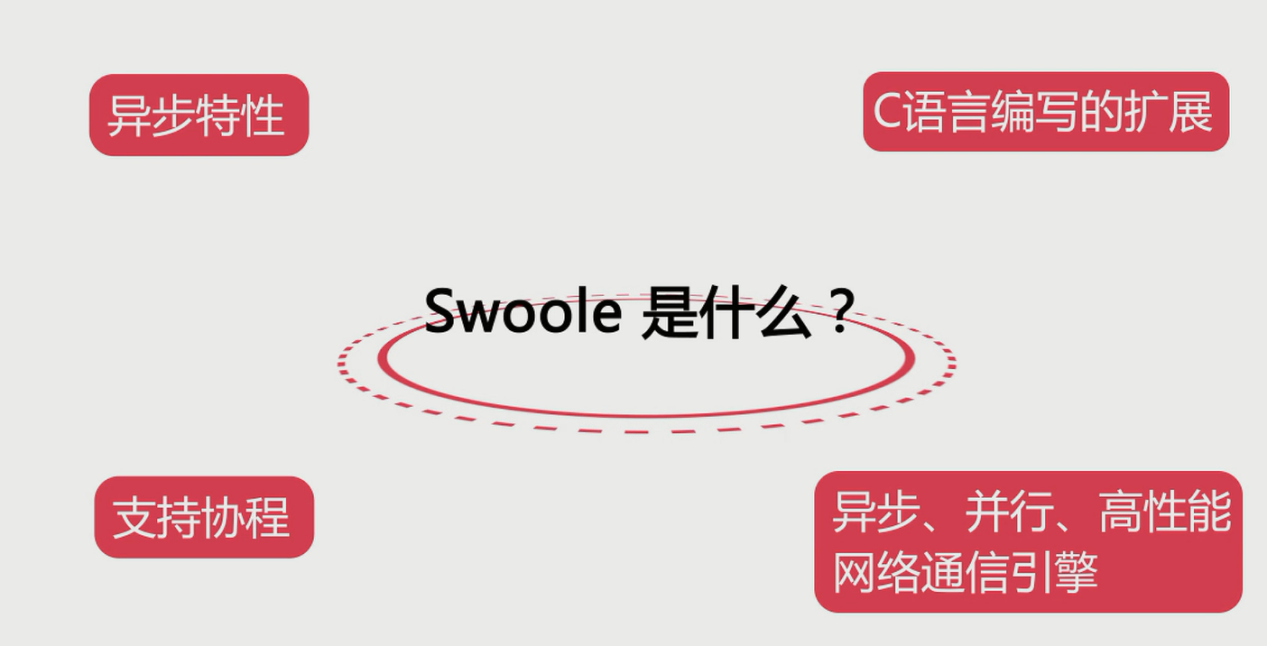 异步特性
C语言编写的扩展
Swoole 是什么？
支持协程
异步、并行、高性能
网络通信引擎